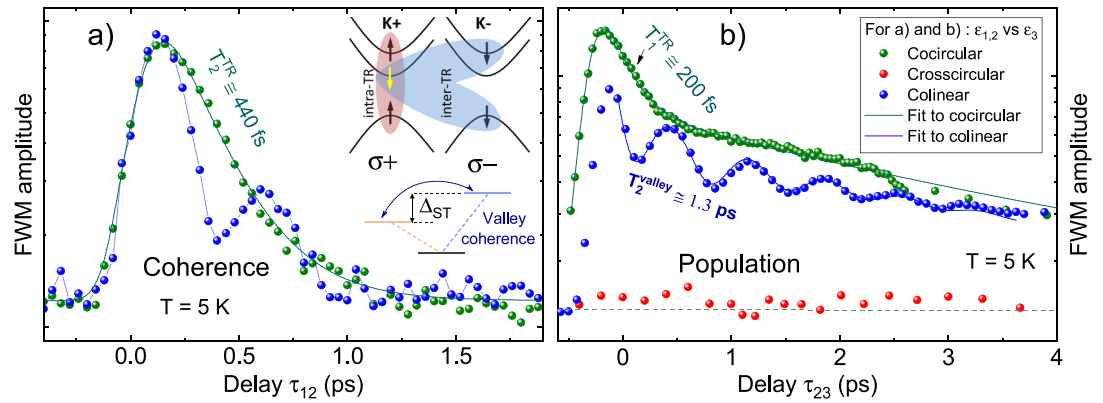 a)
T₂ᵀᴿ ≅ 440 fs
K+
K-
intra-TR
inter-TR
σ+
σ−
Δ_ST
Valley
coherence
Coherence
T = 5 K
FWM amplitude
0.0
0.5
1.0
1.5
Delay τ₁₂ (ps)
b)
T₁ᵀᴿ ≅ 200 fs
For a) and b) : ε₁,₂ vs ε₃
Cocircular
Crosscircular
Colinear
Fit to cocircular
Fit to colinear
T₂ᵛᵃˡˡᵉʸ ≅ 1.3 ps
Population
T = 5 K
FWM amplitude
0
1
2
3
4
Delay τ₂₃ (ps)